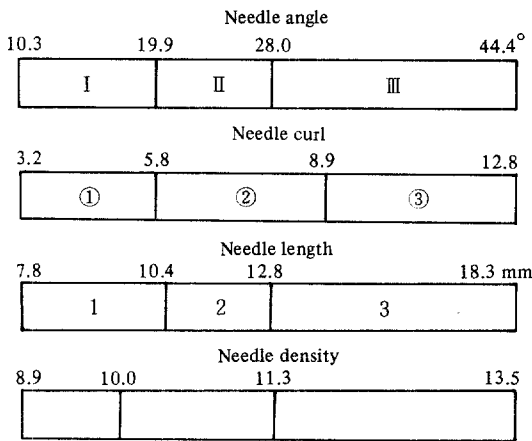 Needle angle
10.3 19.9 28.0 44.4°
Ⅰ Ⅱ Ⅲ
Needle curl
3.2 5.8 8.9 12.8
① ② ③
Needle length
7.8 10.4 12.8 18.3 mm
1 2 3
Needle density
8.9 10.0 11.3 13.5